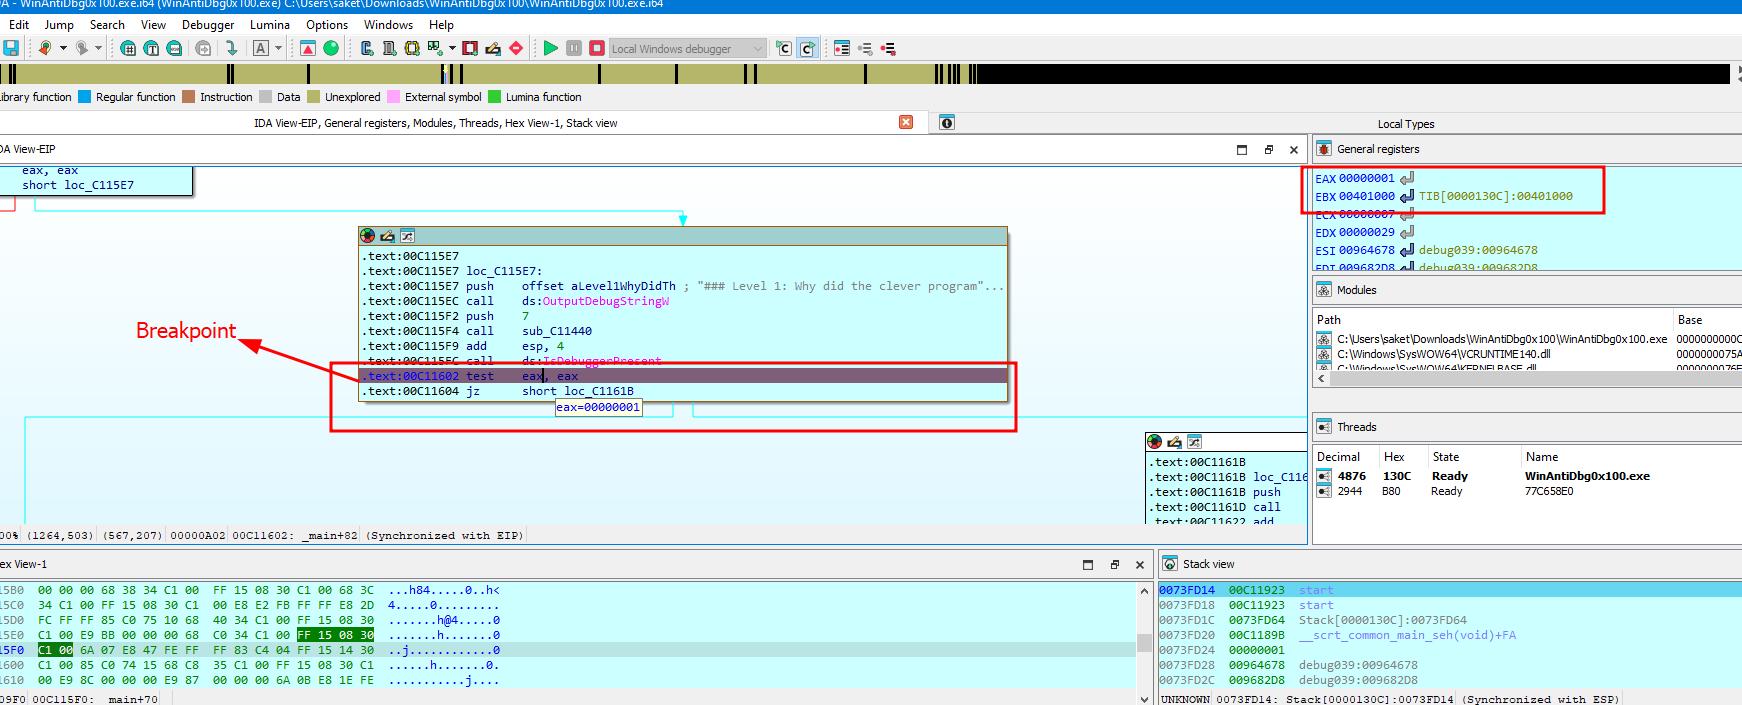 DA - WinAntiDbg0x100.exe.i64 (WinAntiDbg0x100.exe) C:\Users\saket\Downloads\WinAntiDbg0x100\WinAntiDbg0x100.exe.i64
Edit Jump Search View Debugger Lumina Options Windows Help
Local Windows debugger
ibrary function Regular function Instruction Data Unexplored External symbol Lumina function
IDA View-EIP, General registers, Modules, Threads, Hex View-1, Stack view
Local Types
DA View-EIP
General registers
eax, eax
short loc_C115E7
EAX 00000001
EBX 00401000 TIB[0000130C]:00401000
ECX 00000007
EDX 00000029
ESI 00964678 debug039:00964678
EDI 009682D8 debug039:009682D8
.text:00C115E7
.text:00C115E7 loc_C115E7:
.text:00C115E7 push offset aLevel1WhyDidTh ; "### Level 1: Why did the clever program"...
.text:00C115EC call ds:OutputDebugStringW
.text:00C115F2 push 7
.text:00C115F4 call sub_C11440
.text:00C115F9 add esp, 4
.text:00C115FC call ds:IsDebuggerPresent
.text:00C11602 test eax, eax
.text:00C11604 jz short loc_C1161B
eax=00000001
Breakpoint
Modules
Path Base
C:\Users\saket\Downloads\WinAntiDbg0x100\WinAntiDbg0x100.exe 0000000000C
C:\Windows\SysWOW64\VCRUNTIME140.dll 0000000075A
C:\Windows\SysWOW64\KERNELBASE.dll 0000000076E
Threads
Decimal Hex State Name
4876 130C Ready WinAntiDbg0x100.exe
2944 B80 Ready 77C658E0
.text:00C1161B
.text:00C1161B loc_C116
.text:00C1161B push
.text:00C1161D call
.text:00C11622 add
00% (1264,503) (567,207) 00000A02 00C11602: _main+82 (Synchronized with EIP)
ex View-1
15B0 00 00 00 68 38 34 C1 00 FF 15 08 30 C1 00 68 3C ...h84.....0..h<
15C0 34 C1 00 FF 15 08 30 C1 00 E8 E2 FB FF FF E8 2D 4.....0.........
15D0 FC FF FF 85 C0 75 10 68 40 34 C1 00 FF 15 08 30 .......h@4.....0
15E0 C1 00 E9 BB 00 00 00 68 C0 34 C1 00 FF 15 08 30 .......h.......0
15F0 C1 00 6A 07 E8 47 FE FF FF 83 C4 04 FF 15 14 30 ..j............0
1600 C1 00 85 C0 74 15 68 C8 35 C1 00 FF 15 08 30 C1 ......h.......0.
1610 00 E9 8C 00 00 00 E9 87 00 00 00 6A 0B E8 1E FE ...........j....
09F0 00C115F0: _main+70
Stack view
0073FD14 00C11923 start
0073FD18 00C11923 start
0073FD1C 0073FD64 Stack[0000130C]:0073FD64
0073FD20 00C1189B __scrt_common_main_seh(void)+FA
0073FD24 00000001
0073FD28 00964678 debug039:00964678
0073FD2C 009682D8 debug039:009682D8
UNKNOWN 0073FD14: Stack[0000130C]:0073FD14 (Synchronized with ESP)